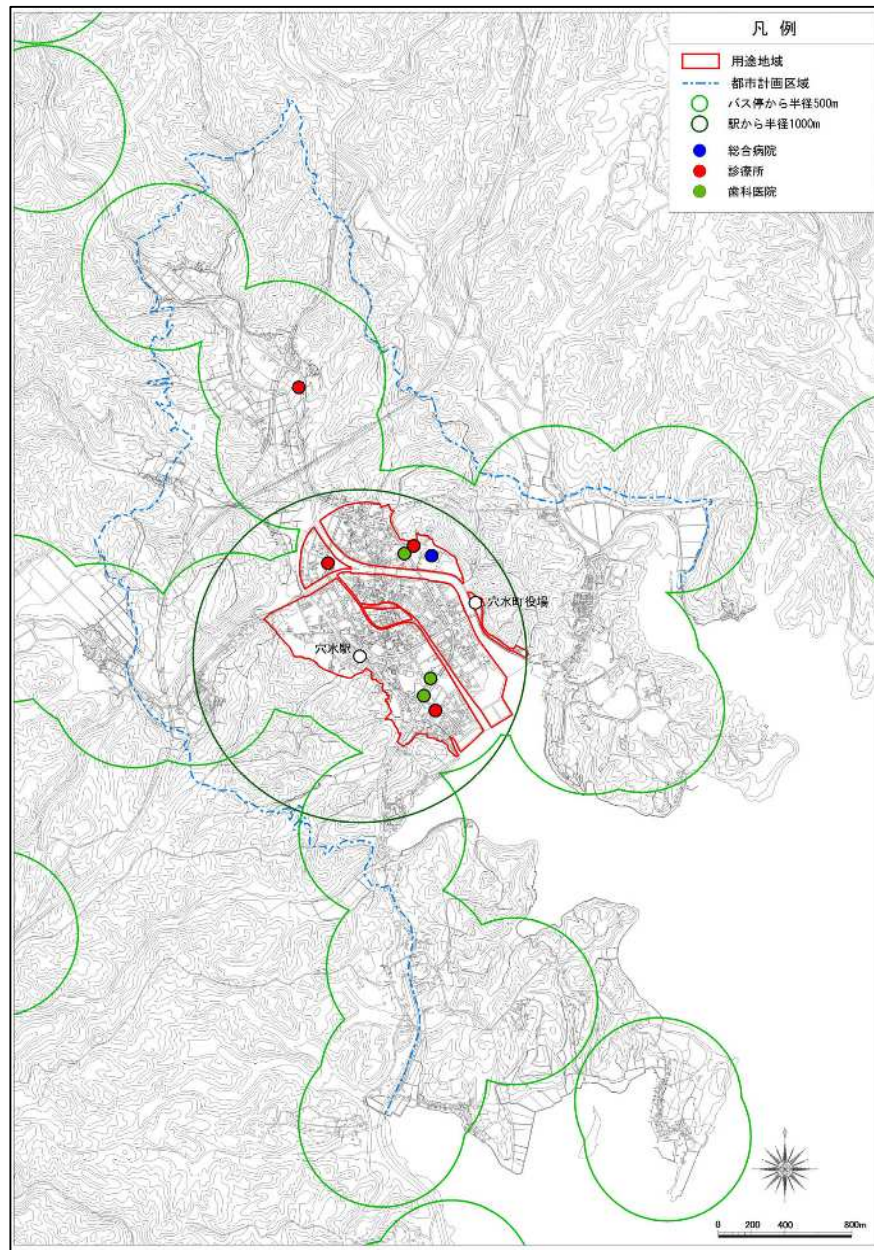 凡 例
用途地域
都市計画区域
バス停から半径500m
駅から半径1000m
総合病院
診療所
歯科医院
穴水町役場
穴水駅
0 200 400 800m